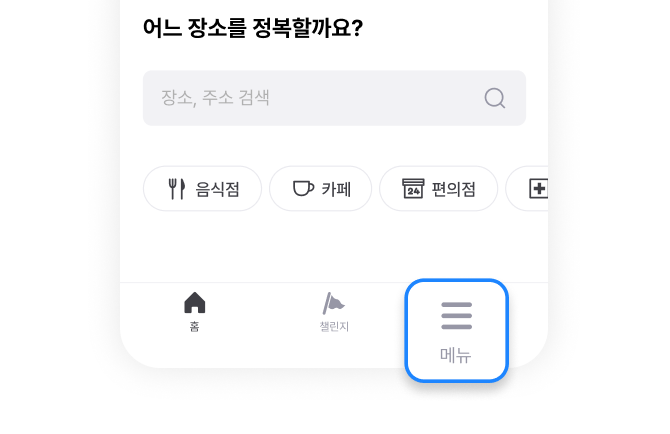 어느 장소를 정복할까요?
장소, 주소 검색
음식점
카페
24
편의점
홈
챌린지
메뉴